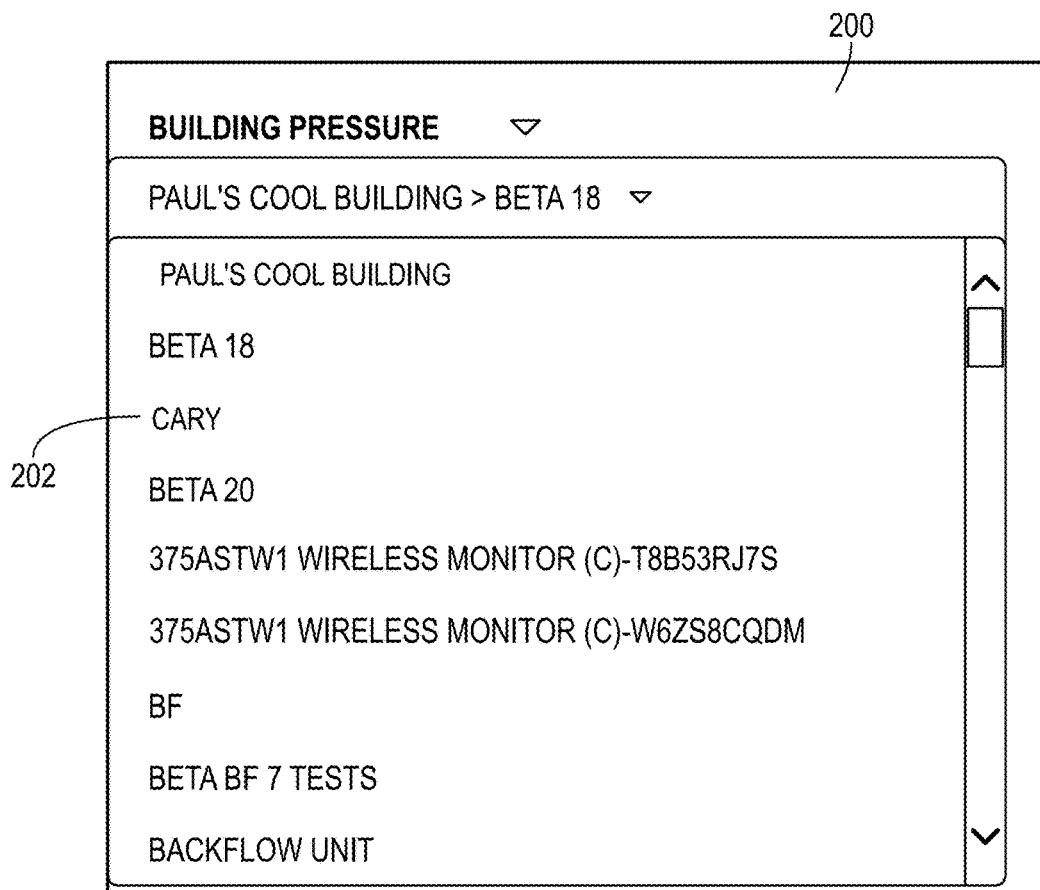 200
BUILDING PRESSURE
PAUL'S COOL BUILDING > BETA 18
PAUL'S COOL BUILDING
BETA 18
CARY
202
BETA 20
375ASTW1 WIRELESS MONITOR (C)-T8B53RJ7S
375ASTW1 WIRELESS MONITOR (C)-W6ZS8CQDM
BF
BETA BF 7 TESTS
BACKFLOW UNIT